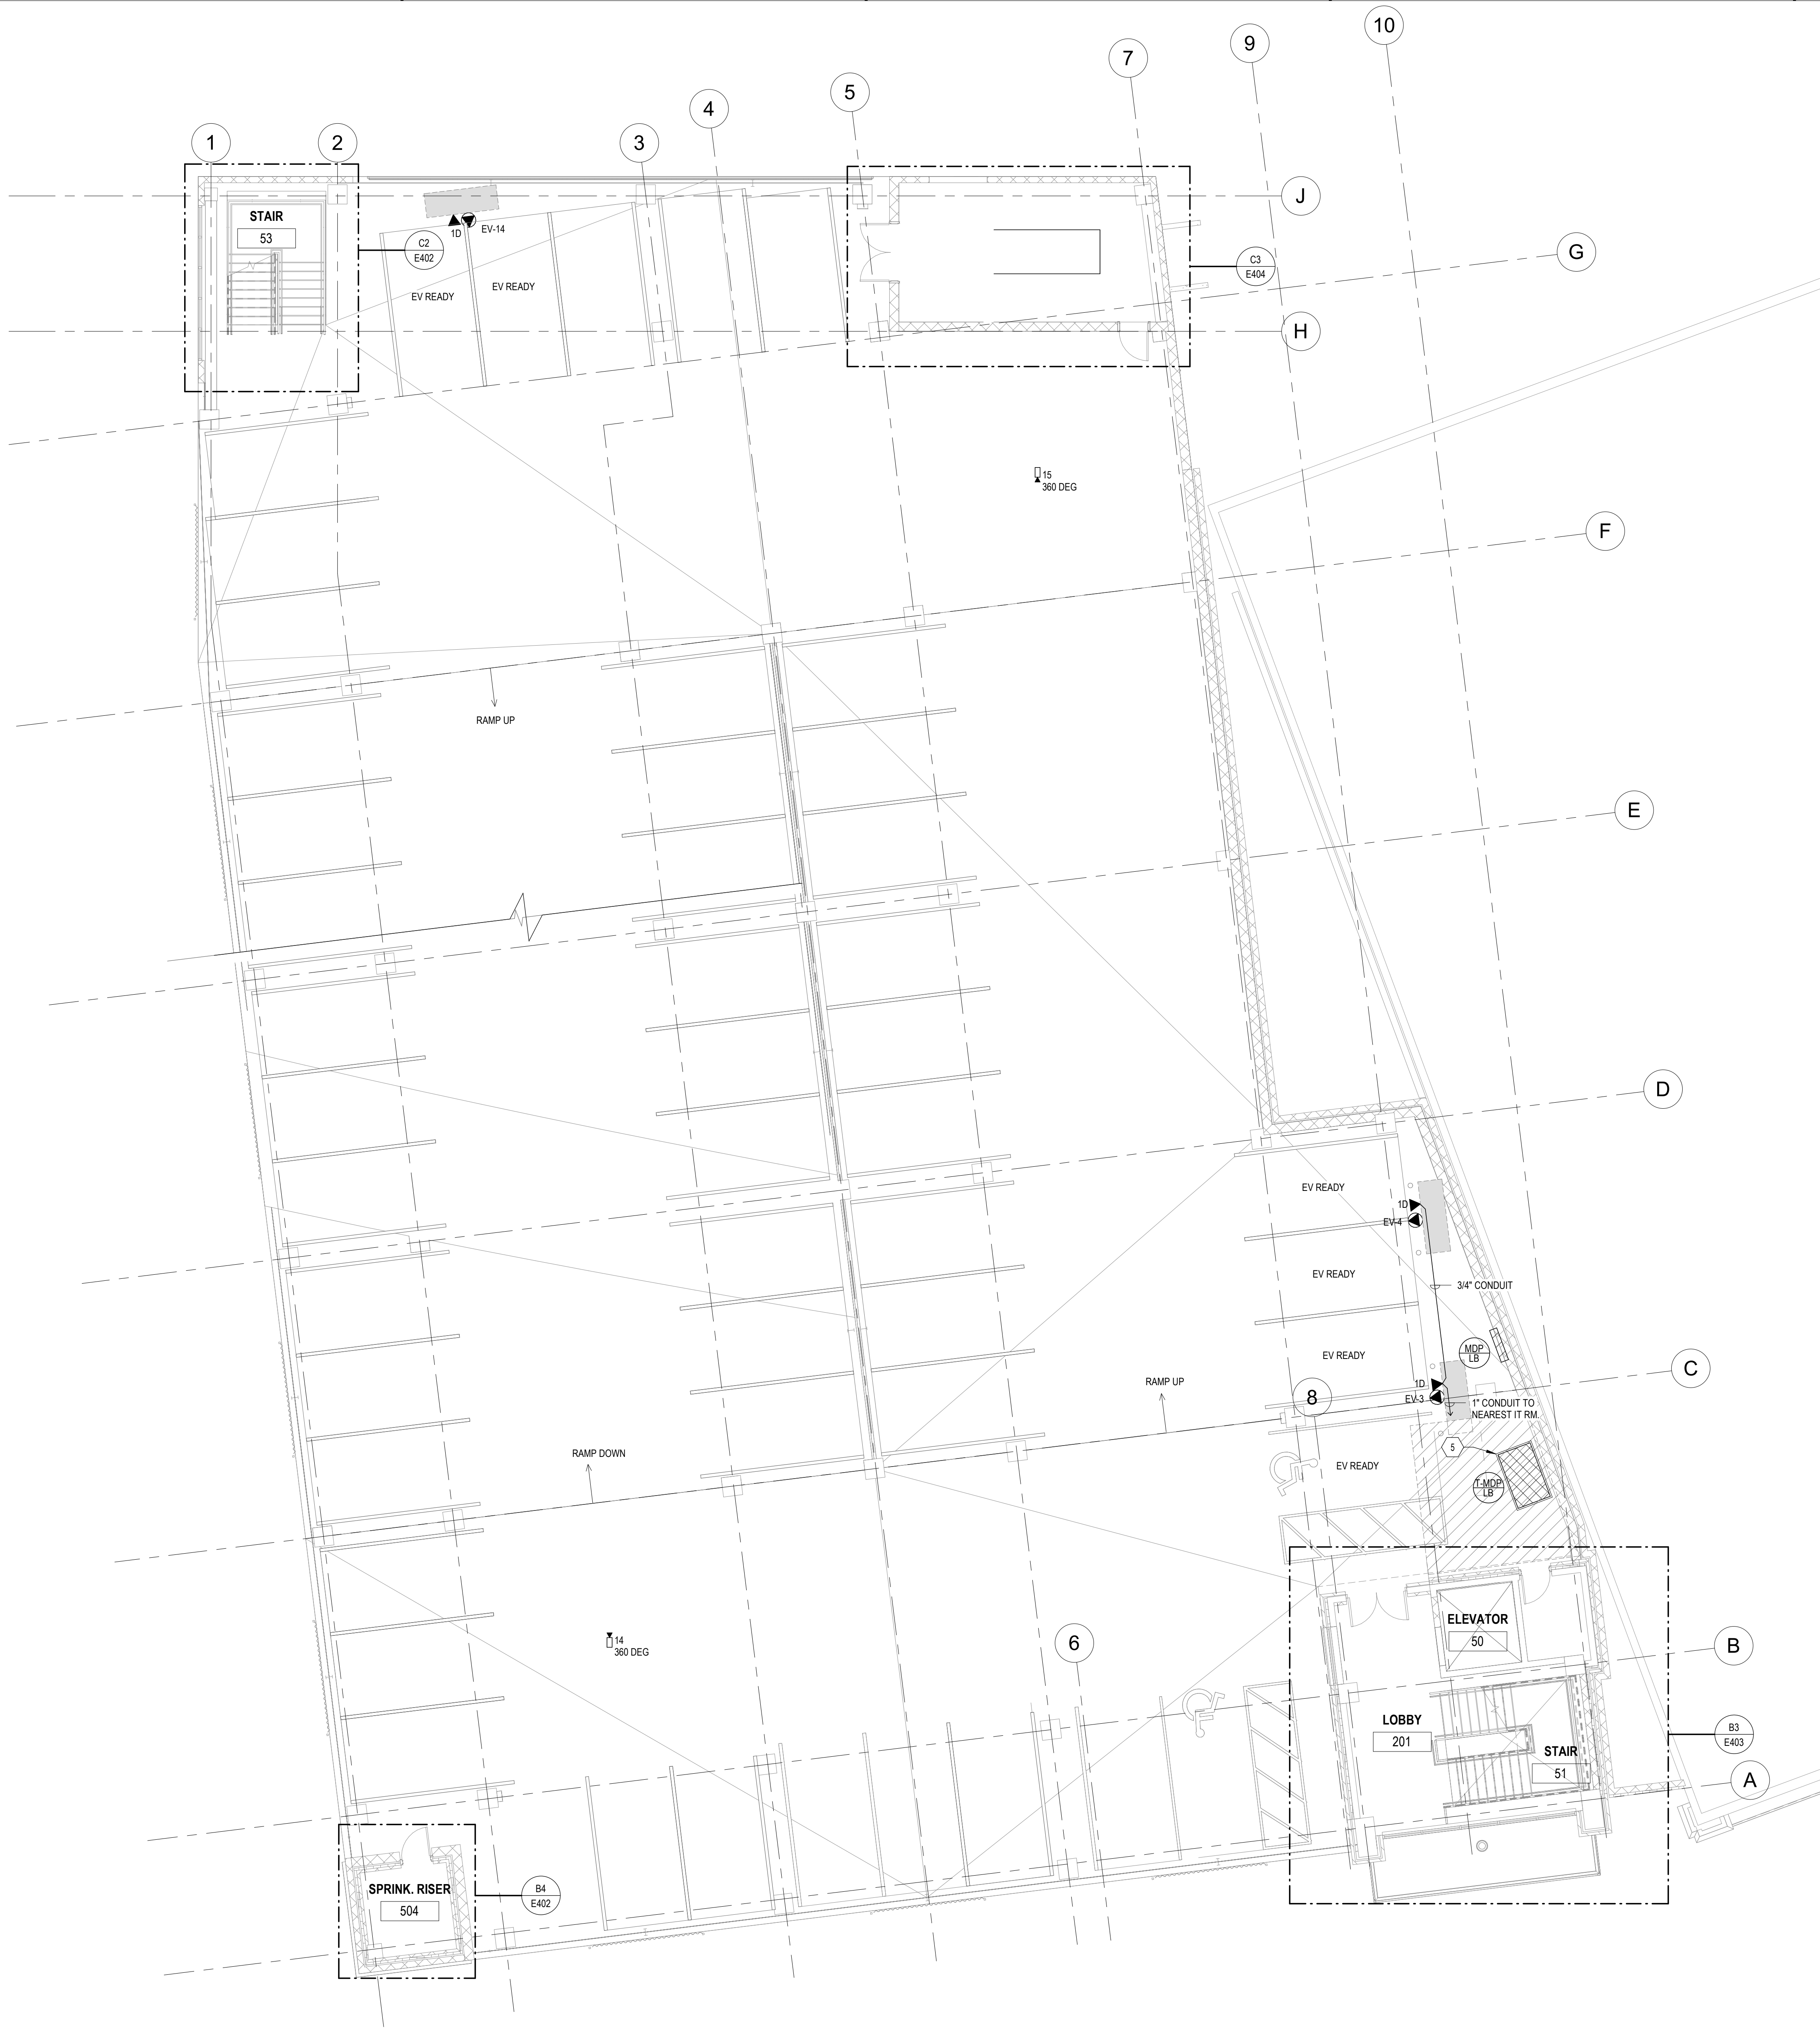 10
9
7
5
4
1
2
3
J
STAIR
53
1D
EV-14
C2
E402
G
C3
E404
EV READY
EV READY
H
15
360 DEG
F
RAMP UP
E
D
EV READY
1D
EV-4
EV READY
3/4" CONDUIT
MDP
LB
EV READY
C
RAMP UP
1D
EV-3
8
1" CONDUIT TO
NEAREST IT RM.
5
RAMP DOWN
EV READY
T-MDP
LB
ELEVATOR
50
14
360 DEG
6
B
LOBBY
201
B3
E403
STAIR
51
A
SPRINK. RISER
504
B4
E402